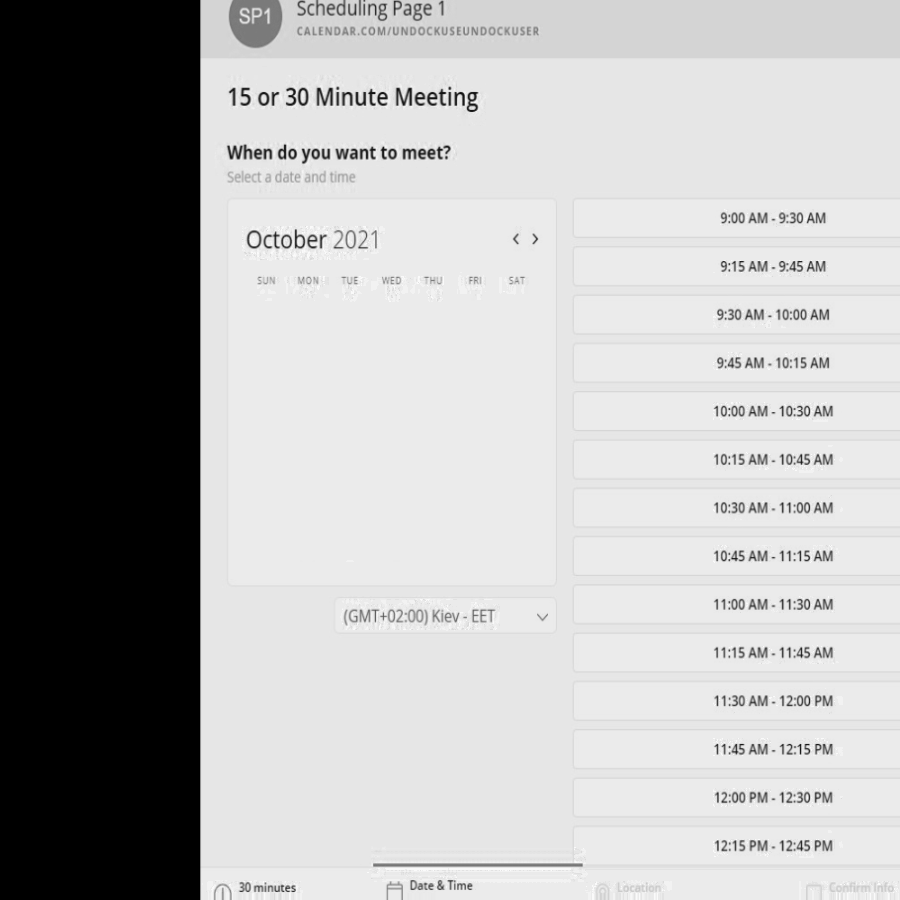 SP1
Scheduling Page 1
CALENDAR.COM/UNDOCKUSEUNDOCKUSER
15 or 30 Minute Meeting
When do you want to meet?
Select a date and time
October 2021
SUN MON TUE WED THU FRI SAT
(GMT+02:00) Kiev - EET
9:00 AM - 9:30 AM
9:15 AM - 9:45 AM
9:30 AM - 10:00 AM
9:45 AM - 10:15 AM
10:00 AM - 10:30 AM
10:15 AM - 10:45 AM
10:30 AM - 11:00 AM
10:45 AM - 11:15 AM
11:00 AM - 11:30 AM
11:15 AM - 11:45 AM
11:30 AM - 12:00 PM
11:45 AM - 12:15 PM
12:00 PM - 12:30 PM
12:15 PM - 12:45 PM
30 minutes
Date & Time
Location
Confirm Info